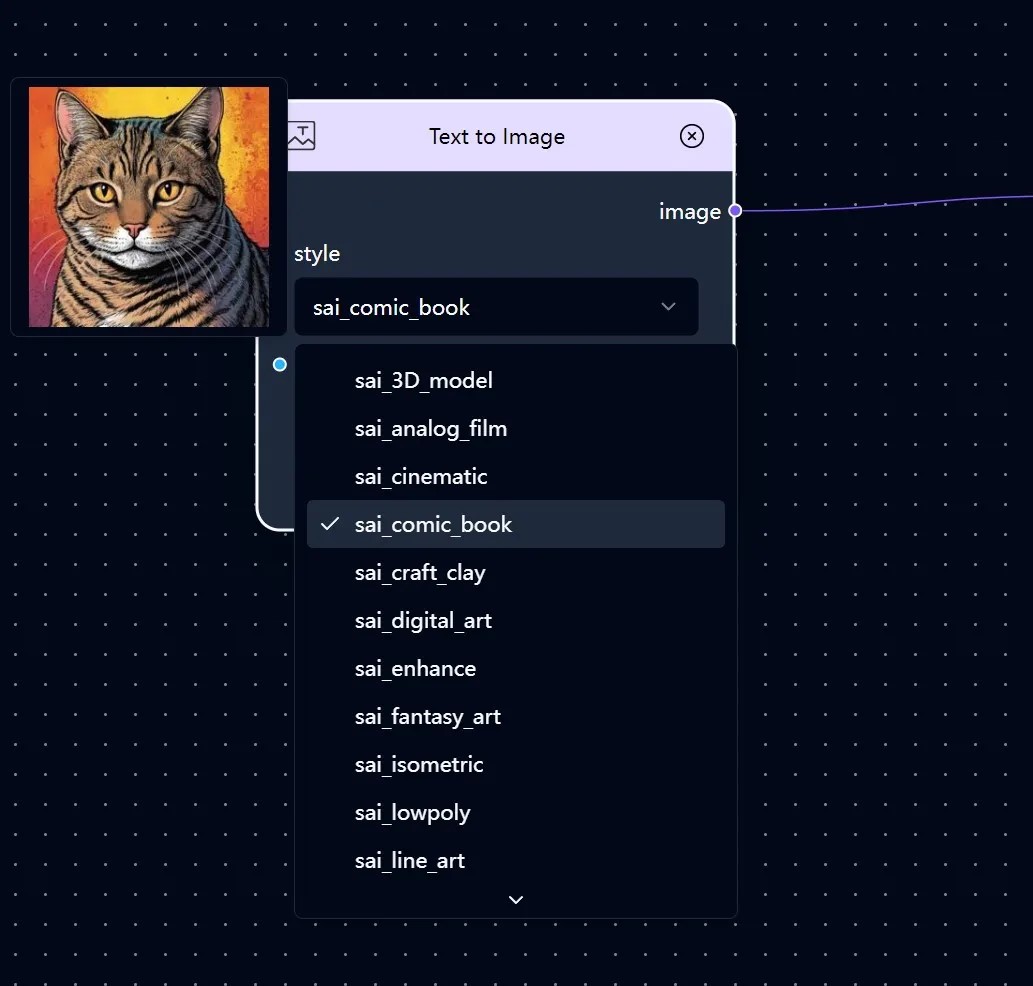 Text to Image
image
style
sai_comic_book
sai_3D_model
sai_analog_film
sai_cinematic
sai_comic_book
sai_craft_clay
sai_digital_art
sai_enhance
sai_fantasy_art
sai_isometric
sai_lowpoly
sai_line_art